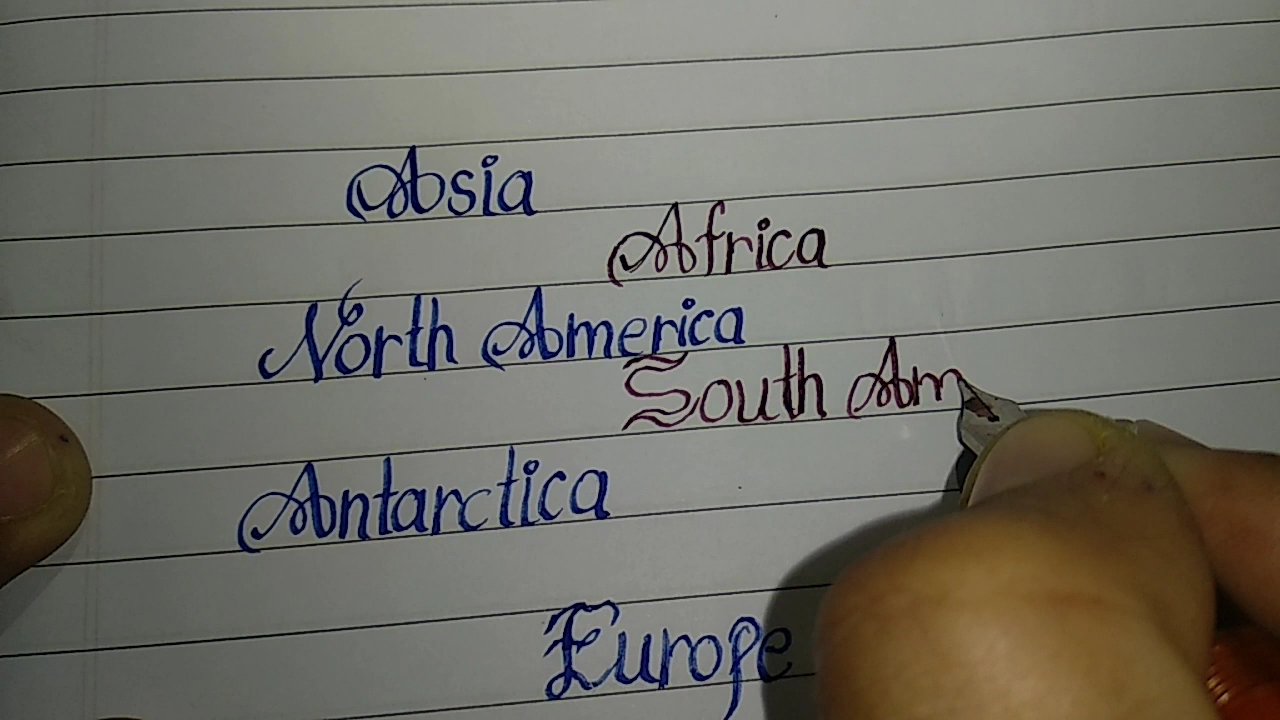 Asia
Africa
North America
South Am
Antarctica
Europe